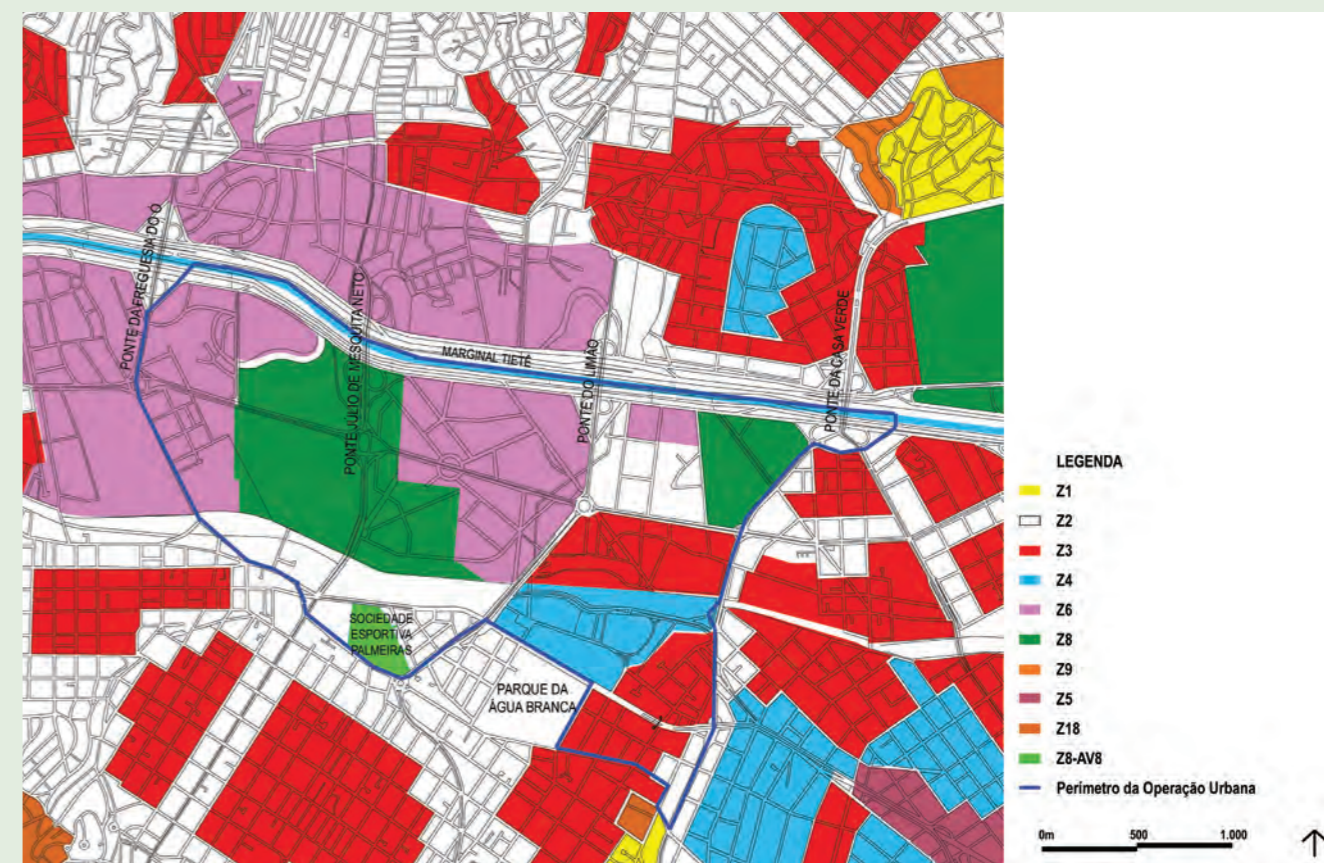 PONTE DA FREGUESIA DO Ó
PONTE JÚLIO DE MESQUITA NETO
MARGINAL TIETÊ
PONTE DO LIMÃO
PONTE DA CASA VERDE
SOCIEDADE
ESPORTIVA
PALMEIRAS
PARQUE DA
ÁGUA BRANCA
LEGENDA
Z1
Z2
Z3
Z4
Z6
Z8
Z9
Z5
Z18
Z8-AV8
Perímetro da Operação Urbana
0m 500 1.000